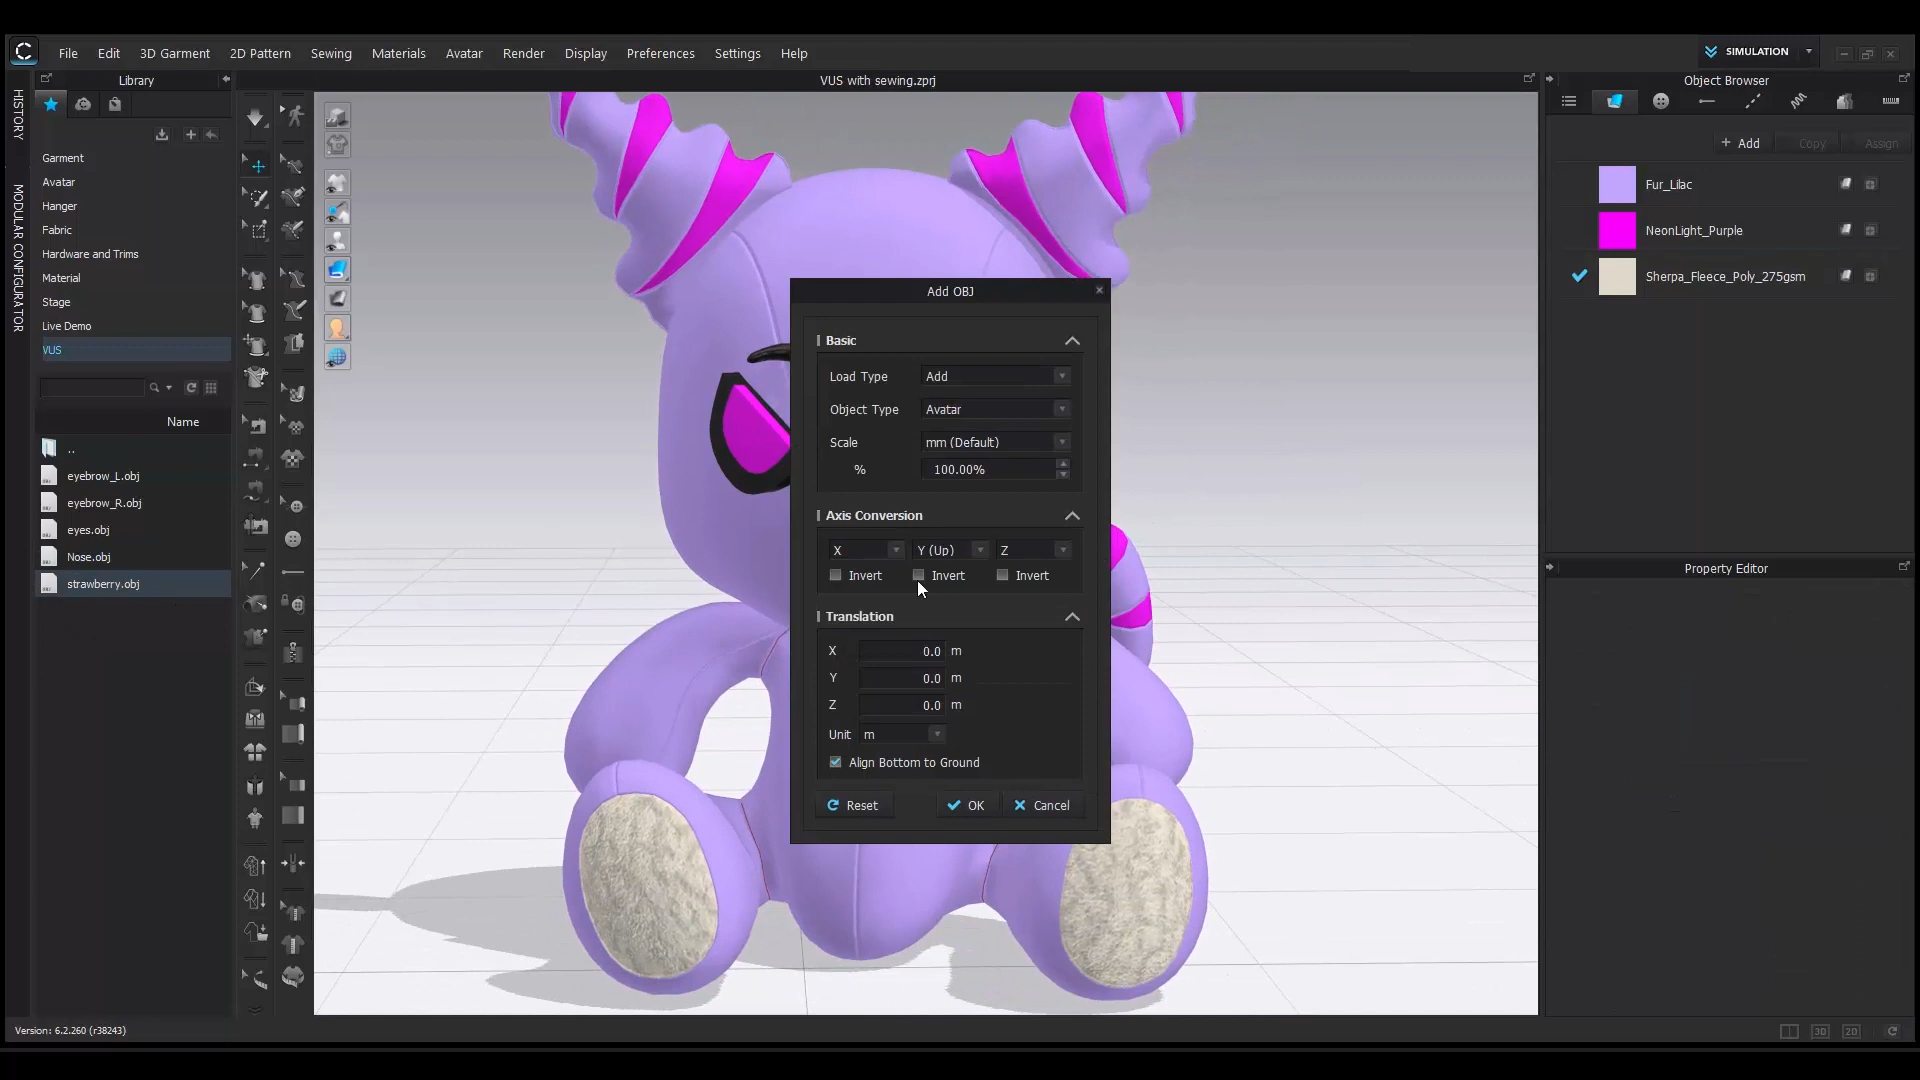 File Edit 3D Garment 2D Pattern Sewing Materials Avatar Render Display Preferences Settings Help
SIMULATION
Library
VUS with sewing.zprj
Object Browser
HISTORY
MODULAR CONFIGURATOR
Garment
Avatar
Hanger
Fabric
Hardware and Trims
Material
Stage
Live Demo
VUS
Name
..
eyebrow_L.obj
eyebrow_R.obj
eyes.obj
Nose.obj
strawberry.obj
Add OBJ
Basic
Load Type Add
Object Type Avatar
Scale mm (Default)
% 100.00%
Axis Conversion
X Y (Up) Z
Invert Invert Invert
Translation
X 0.0 m
Y 0.0 m
Z 0.0 m
Unit m
Align Bottom to Ground
Reset OK Cancel
+ Add Copy Assign
Fur_Lilac
NeonLight_Purple
Sherpa_Fleece_Poly_275gsm
Property Editor
Version: 6.2.260 (r38243)
3D 2D